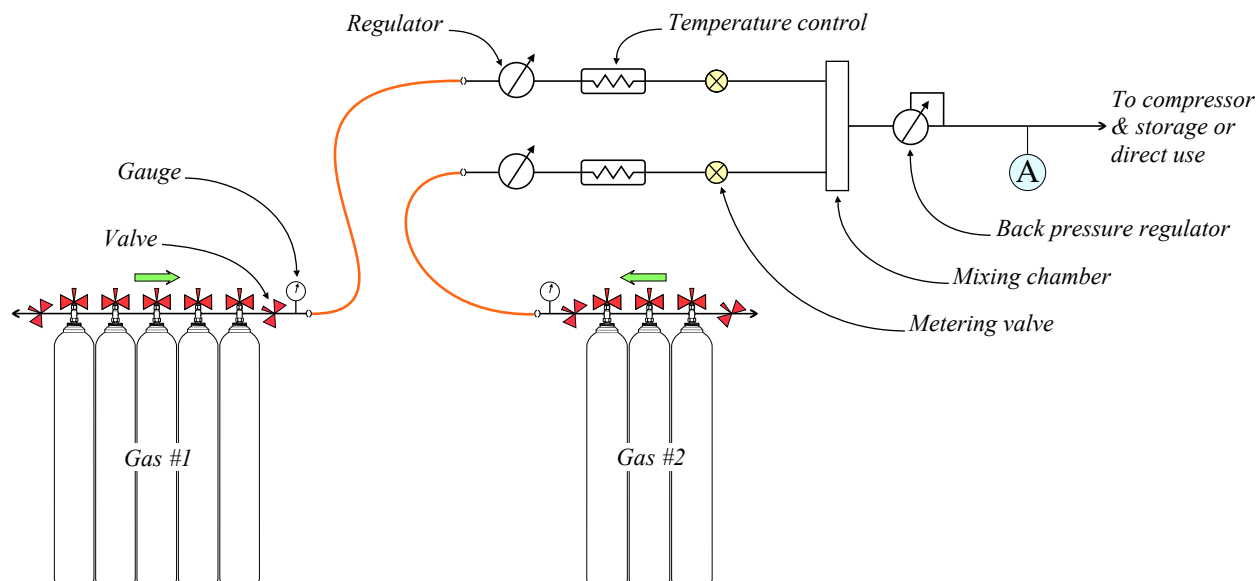 Regulator
Temperature control
To compressor
& storage or
direct use
Gauge
A
Valve
Back pressure regulator
Mixing chamber
Metering valve
Gas #1
Gas #2